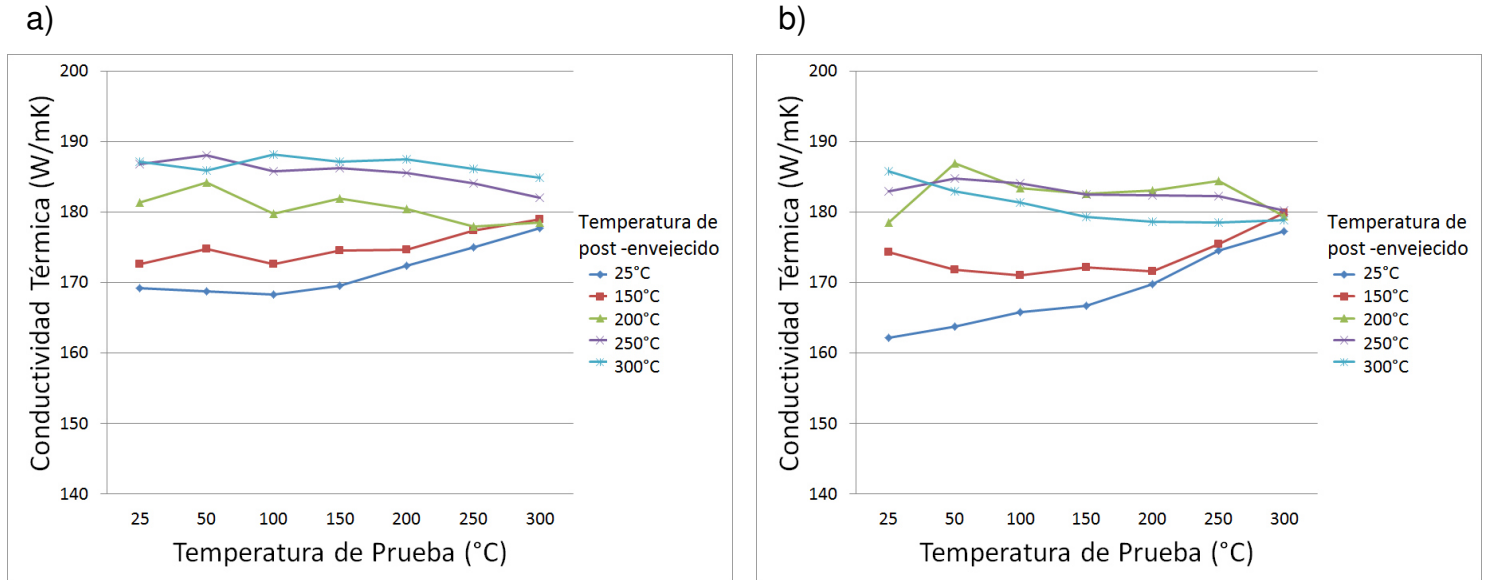 a)
Conductividad Térmica (W/mK)
200
190
180
170
160
150
140
25 50 100 150 200 250 300
Temperatura de Prueba (°C)
Temperatura de
post -envejecido
25°C
150°C
200°C
250°C
300°C
b)
Conductividad Térmica (W/mK)
200
190
180
170
160
150
140
25 50 100 150 200 250 300
Temperatura de Prueba (°C)
Temperatura de
post -envejecido
25°C
150°C
200°C
250°C
300°C